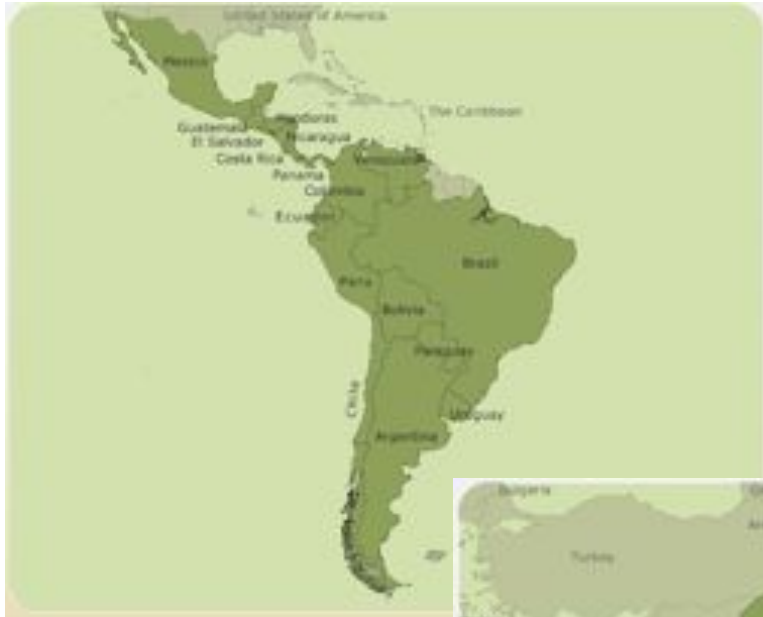 United States of America
Mexico
The Caribbean
Honduras
Guatemala
Nicaragua
El Salvador
Costa Rica
Venezuela
Panama
Colombia
Ecuador
Brazil
Peru
Bolivia
Paraguay
Chile
Uruguay
Argentina
Bulgaria
Turkey